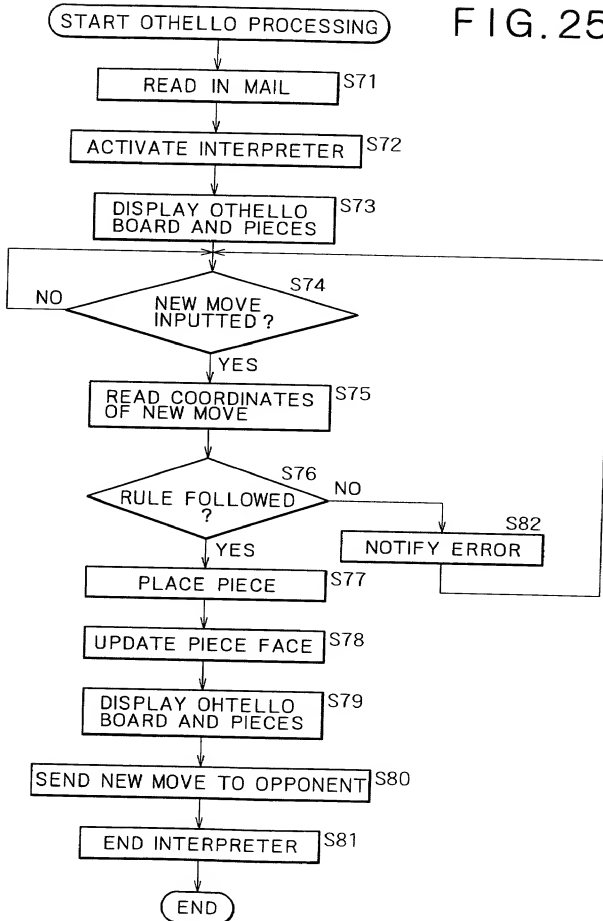 START OTHELLO PROCESSING
FIG.25
READ IN MAIL
S71
ACTIVATE INTERPRETER
S72
DISPLAY OTHELLO
BOARD AND PIECES
S73
S74
NEW MOVE
INPUTTED?
NO
YES
READ COORDINATES
OF NEW MOVE
S75
S76
RULE FOLLOWED
?
NO
YES
S82
NOTIFY ERROR
PLACE PIECE
S77
UPDATE PIECE FACE
S78
DISPLAY OHTELLO
BOARD AND PIECES
S79
SEND NEW MOVE TO OPPONENT
S80
END INTERPRETER
S81
END